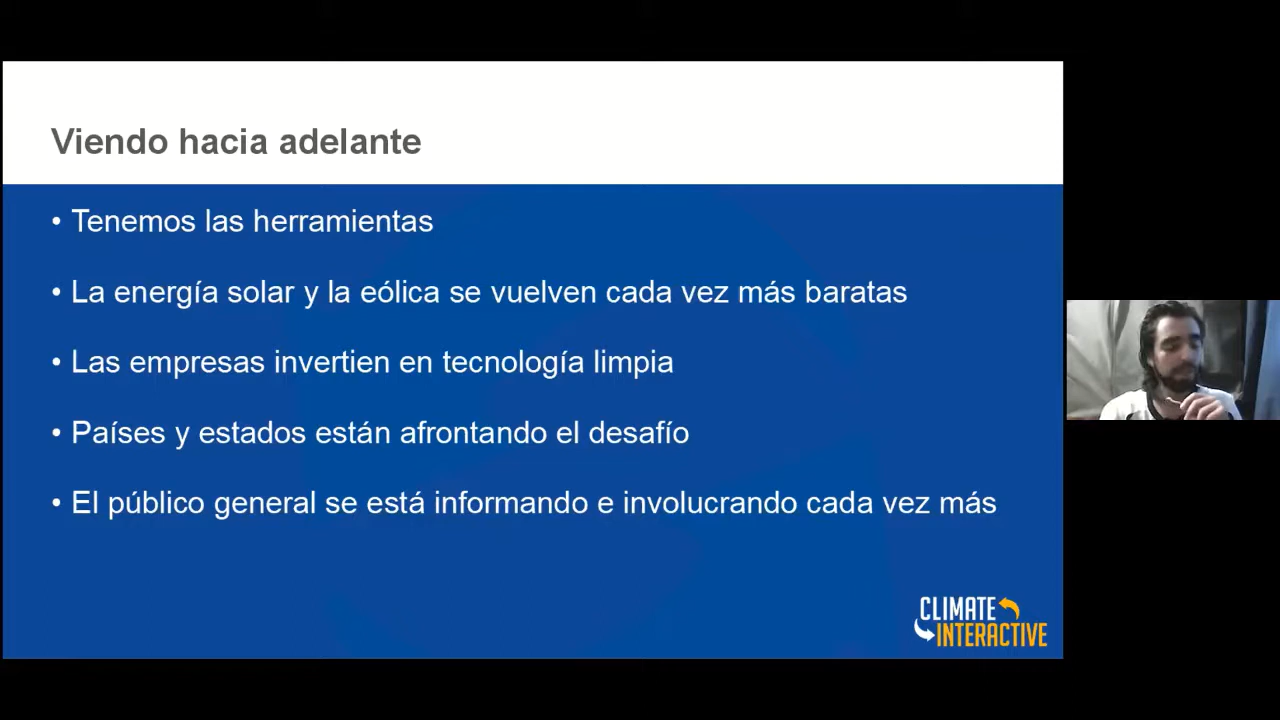 Viendo hacia adelante
• Tenemos las herramientas
• La energía solar y la eólica se vuelven cada vez más baratas
• Las empresas invertien en tecnología limpia
• Países y estados están afrontando el desafío
• El público general se está informando e involucrando cada vez más
CLIMATE
INTERACTIVE